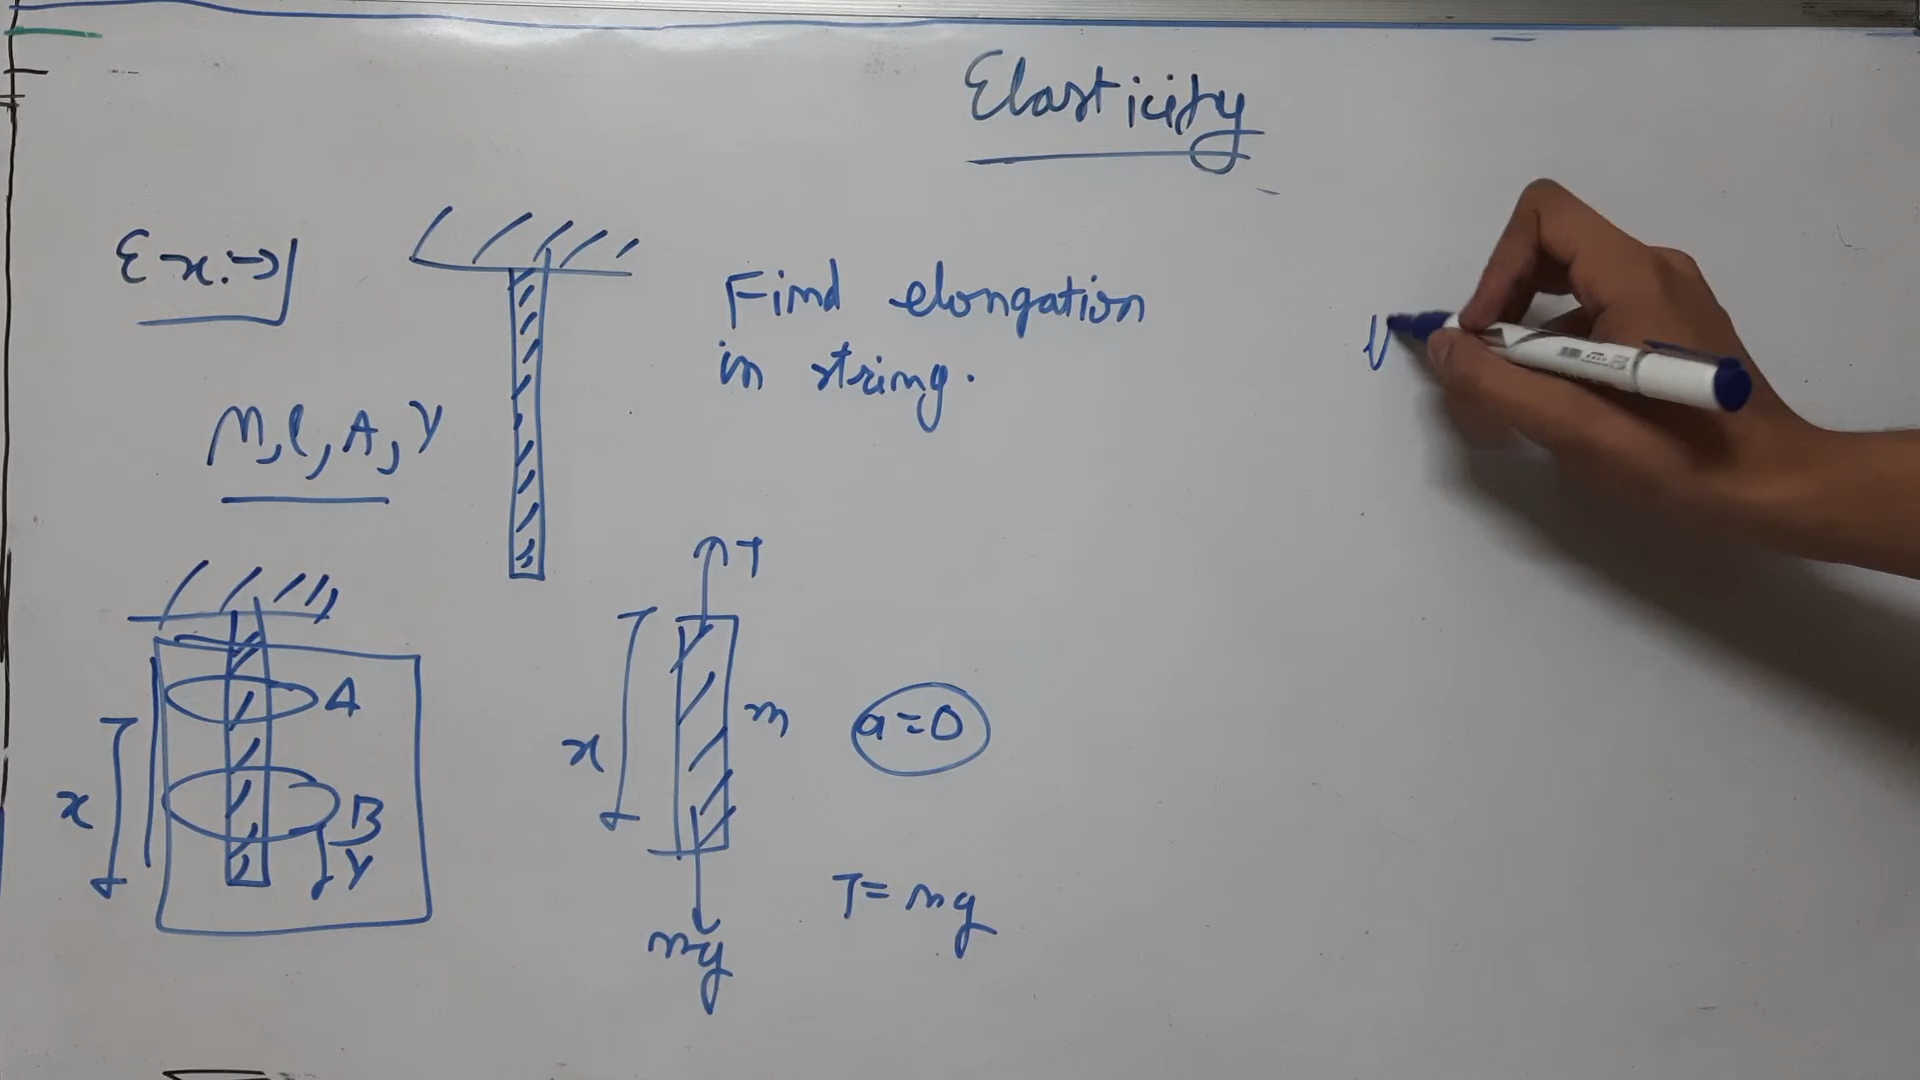 Elasticity
Ex:→
Find elongation
in string.
M, l, A, Y
T
A
x
B
Y
x
m
a=0
T=mg
mg